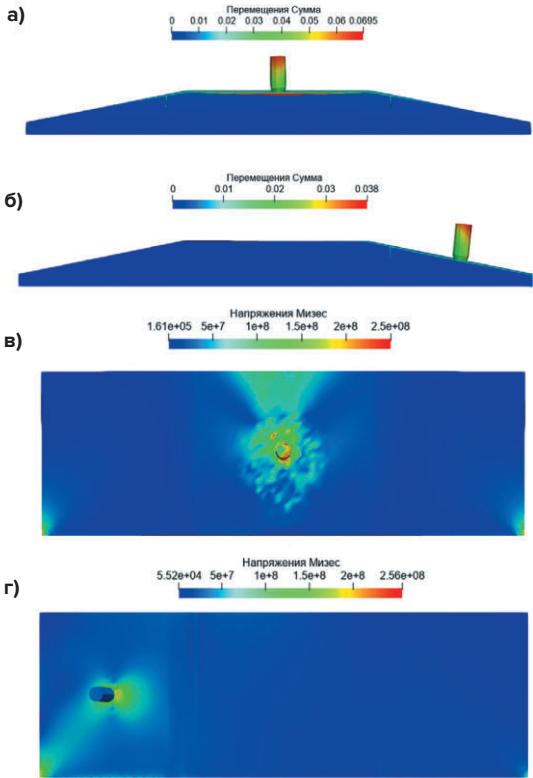 а)
Перемещения Сумма
0 0.01 0.02 0.03 0.04 0.05 0.06 0.0695
б)
Перемещения Сумма
0 0.01 0.02 0.03 0.038
в)
Напряжения Мизес
1.61e+05 5e+7 1e+8 1.5e+8 2e+8 2.5e+08
г)
Напряжения Мизес
5.52e+04 5e+7 1e+8 1.5e+8 2e+8 2.56e+08